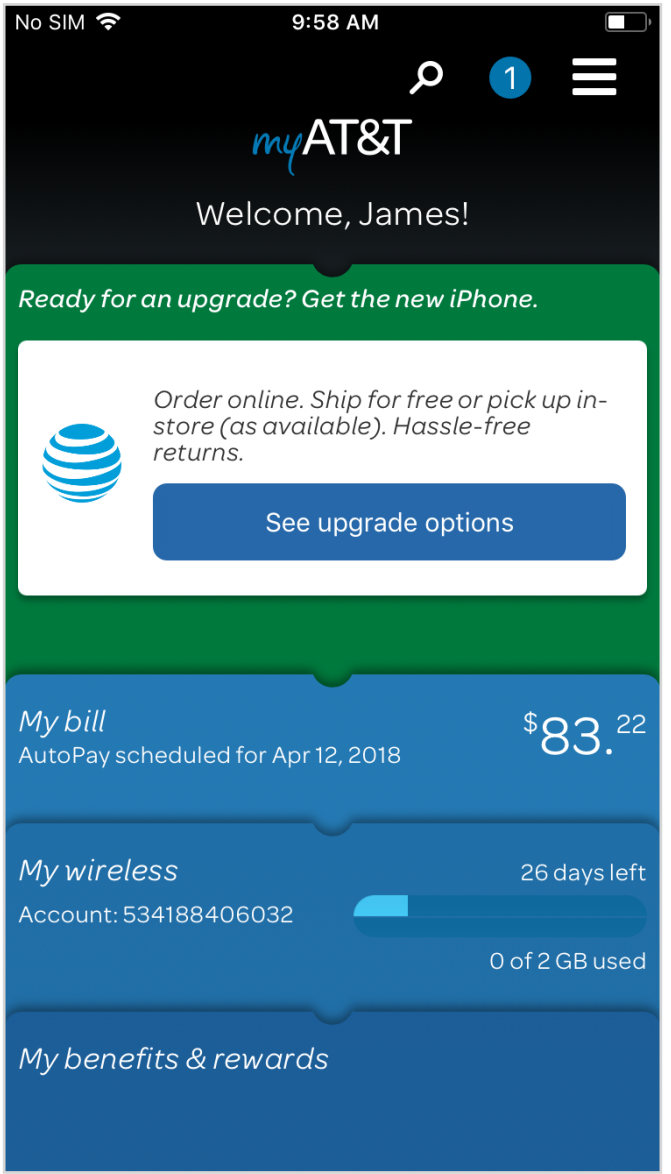 No SIM 9:58 AM
1
myAT&T
Welcome, James!
Ready for an upgrade? Get the new iPhone.
Order online. Ship for free or pick up in-
store (as available). Hassle-free
returns.
See upgrade options
My bill
AutoPay scheduled for Apr 12, 2018
$83.22
My wireless
26 days left
Account: 534188406032
0 of 2 GB used
My benefits & rewards